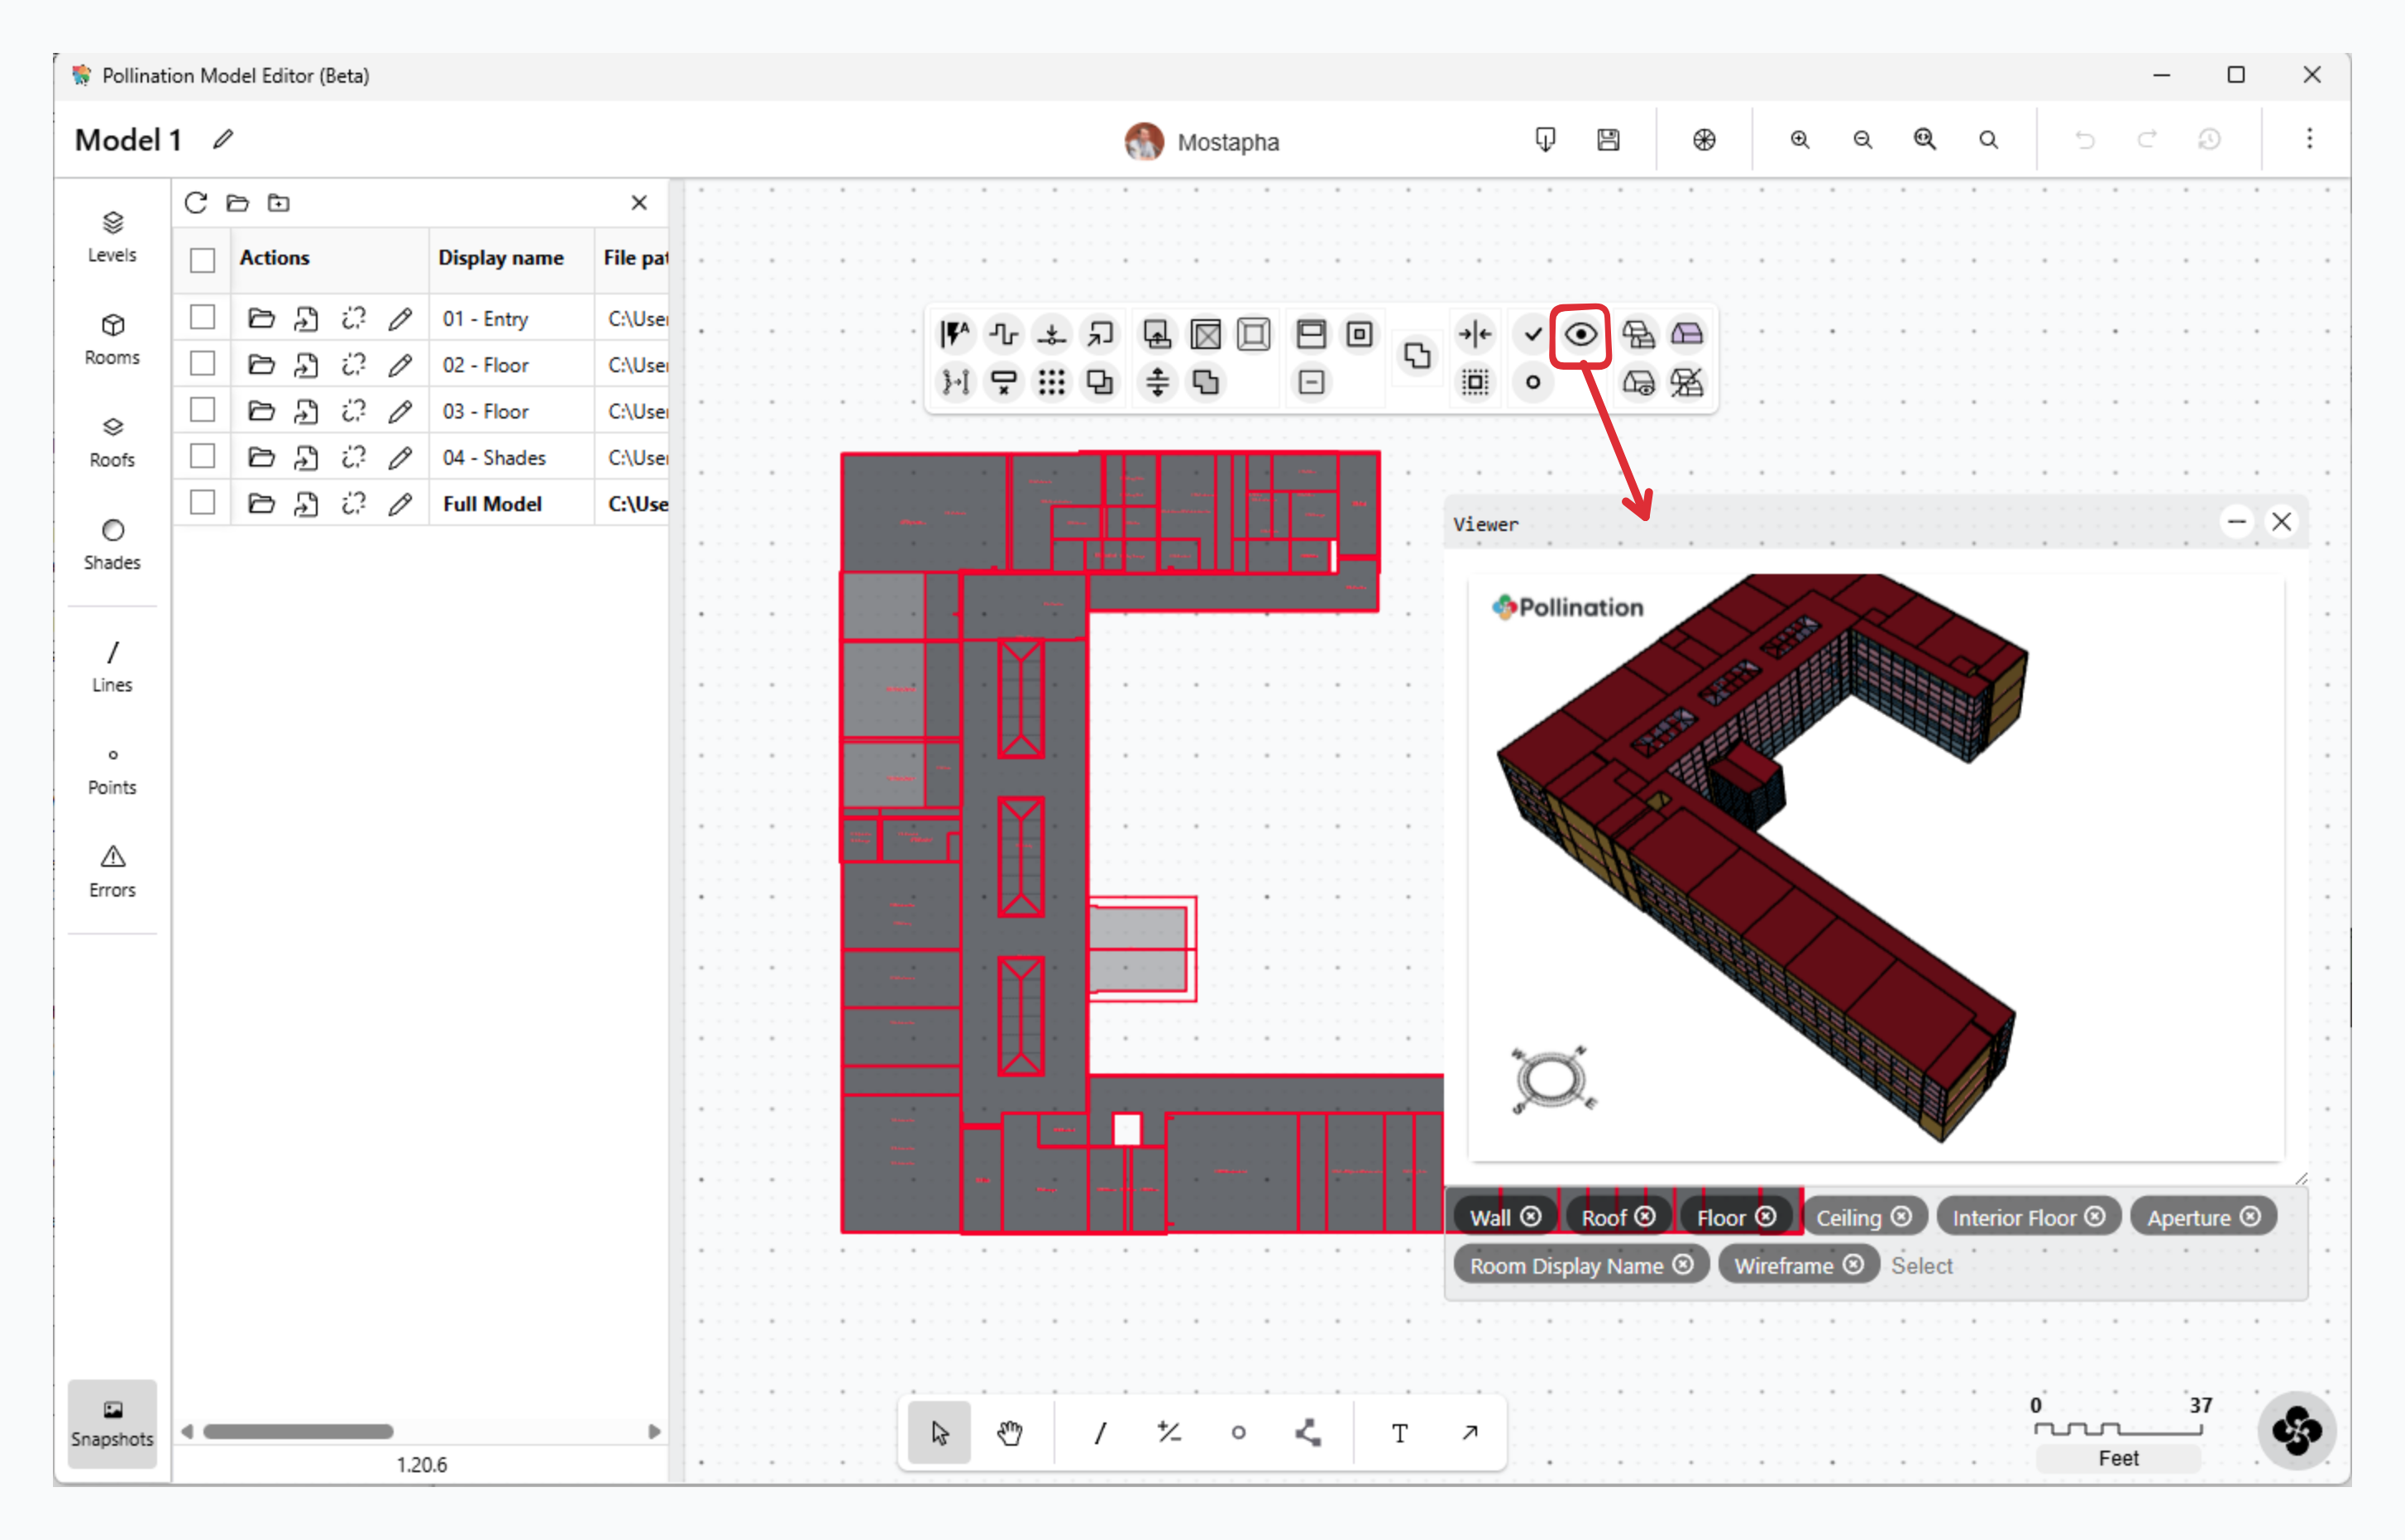 Pollination Model Editor (Beta)
Model 1
Mostapha
Levels
Rooms
Roofs
Shades
Lines
Points
Errors
Snapshots
Actions Display name File pat
01 - Entry C:\User
02 - Floor C:\User
03 - Floor C:\User
04 - Shades C:\User
Full Model C:\Use
1.20.6
A
Viewer
Pollination
N
W
E
S
Wall Roof Floor Ceiling Interior Floor Aperture
Room Display Name Wireframe Select
T
0 37
Feet